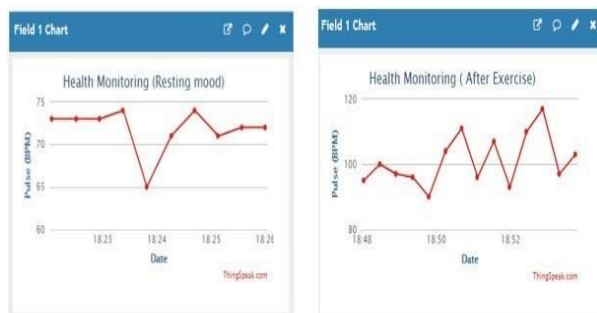 Field 1 Chart
Health Monitoring (Resting mood)
75
70
65
60
Pulse (BPM)
18:23 18:24 18:25 18:26
Date
ThingSpeak.com
Field 1 Chart
Health Monitoring ( After Exercise)
120
100
80
Pulse (BPM)
18:48 18:50 18:52
Date
ThingSpeak.com